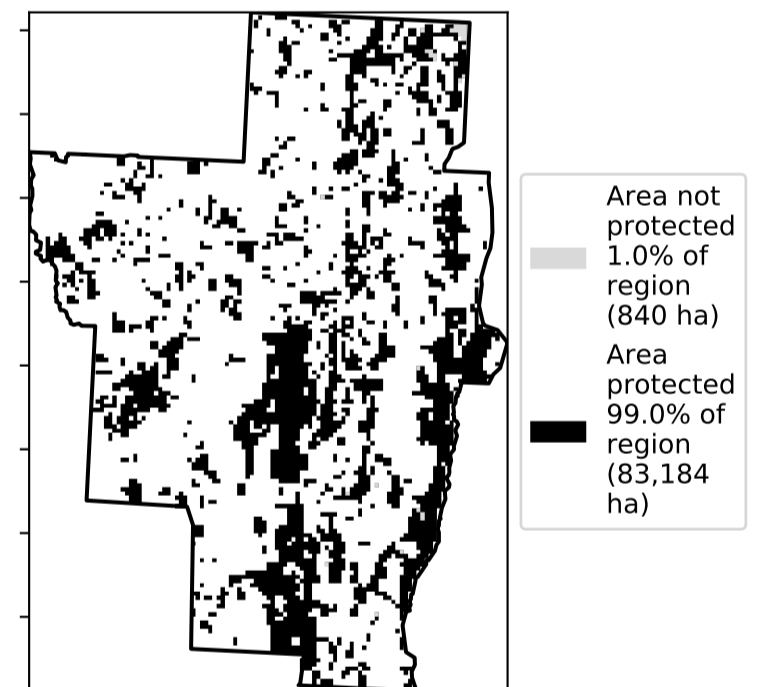 Area not
protected
1.0% of
region
(840 ha)
Area
protected
99.0% of
region
(83,184
ha)